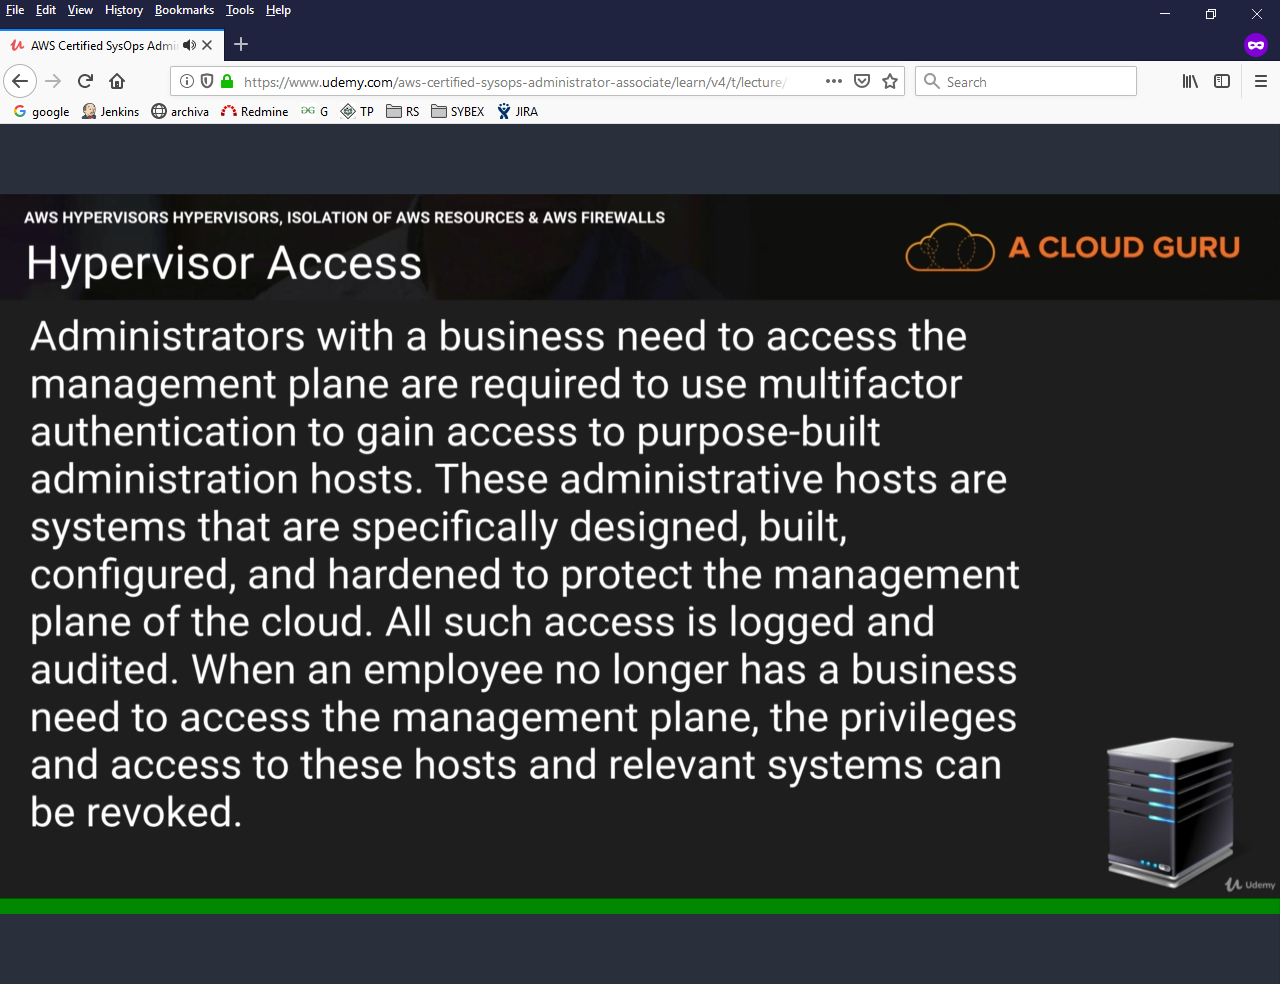 File Edit View History Bookmarks Tools Help
AWS Certified SysOps Admi
https://www.udemy.com/aws-certified-sysops-administrator-associate/learn/v4/t/lecture/
Search
google Jenkins archiva Redmine G TP RS SYBEX JIRA
AWS HYPERVISORS HYPERVISORS, ISOLATION OF AWS RESOURCES & AWS FIREWALLS
Hypervisor Access
A CLOUD GURU
Administrators with a business need to access the
management plane are required to use multifactor
authentication to gain access to purpose-built
administration hosts. These administrative hosts are
systems that are specifically designed, built,
configured, and hardened to protect the management
plane of the cloud. All such access is logged and
audited. When an employee no longer has a business
need to access the management plane, the privileges
and access to these hosts and relevant systems can
be revoked.
Udemy